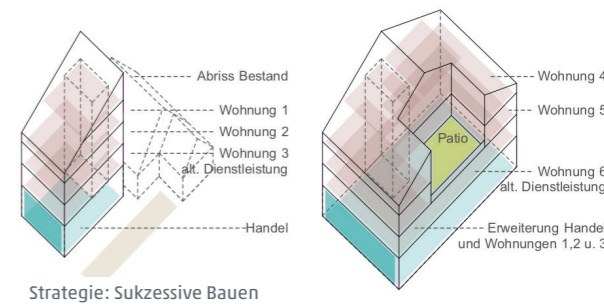 Abriss Bestand
Wohnung 1
Wohnung 2
Wohnung 3
alt. Dienstleistung
Handel
Wohnung 4
Wohnung 5
Patio
Wohnung 6
alt. Dienstleistung
Erweiterung Handel
und Wohnungen 1,2 u. 3
Strategie: Sukzessive Bauen